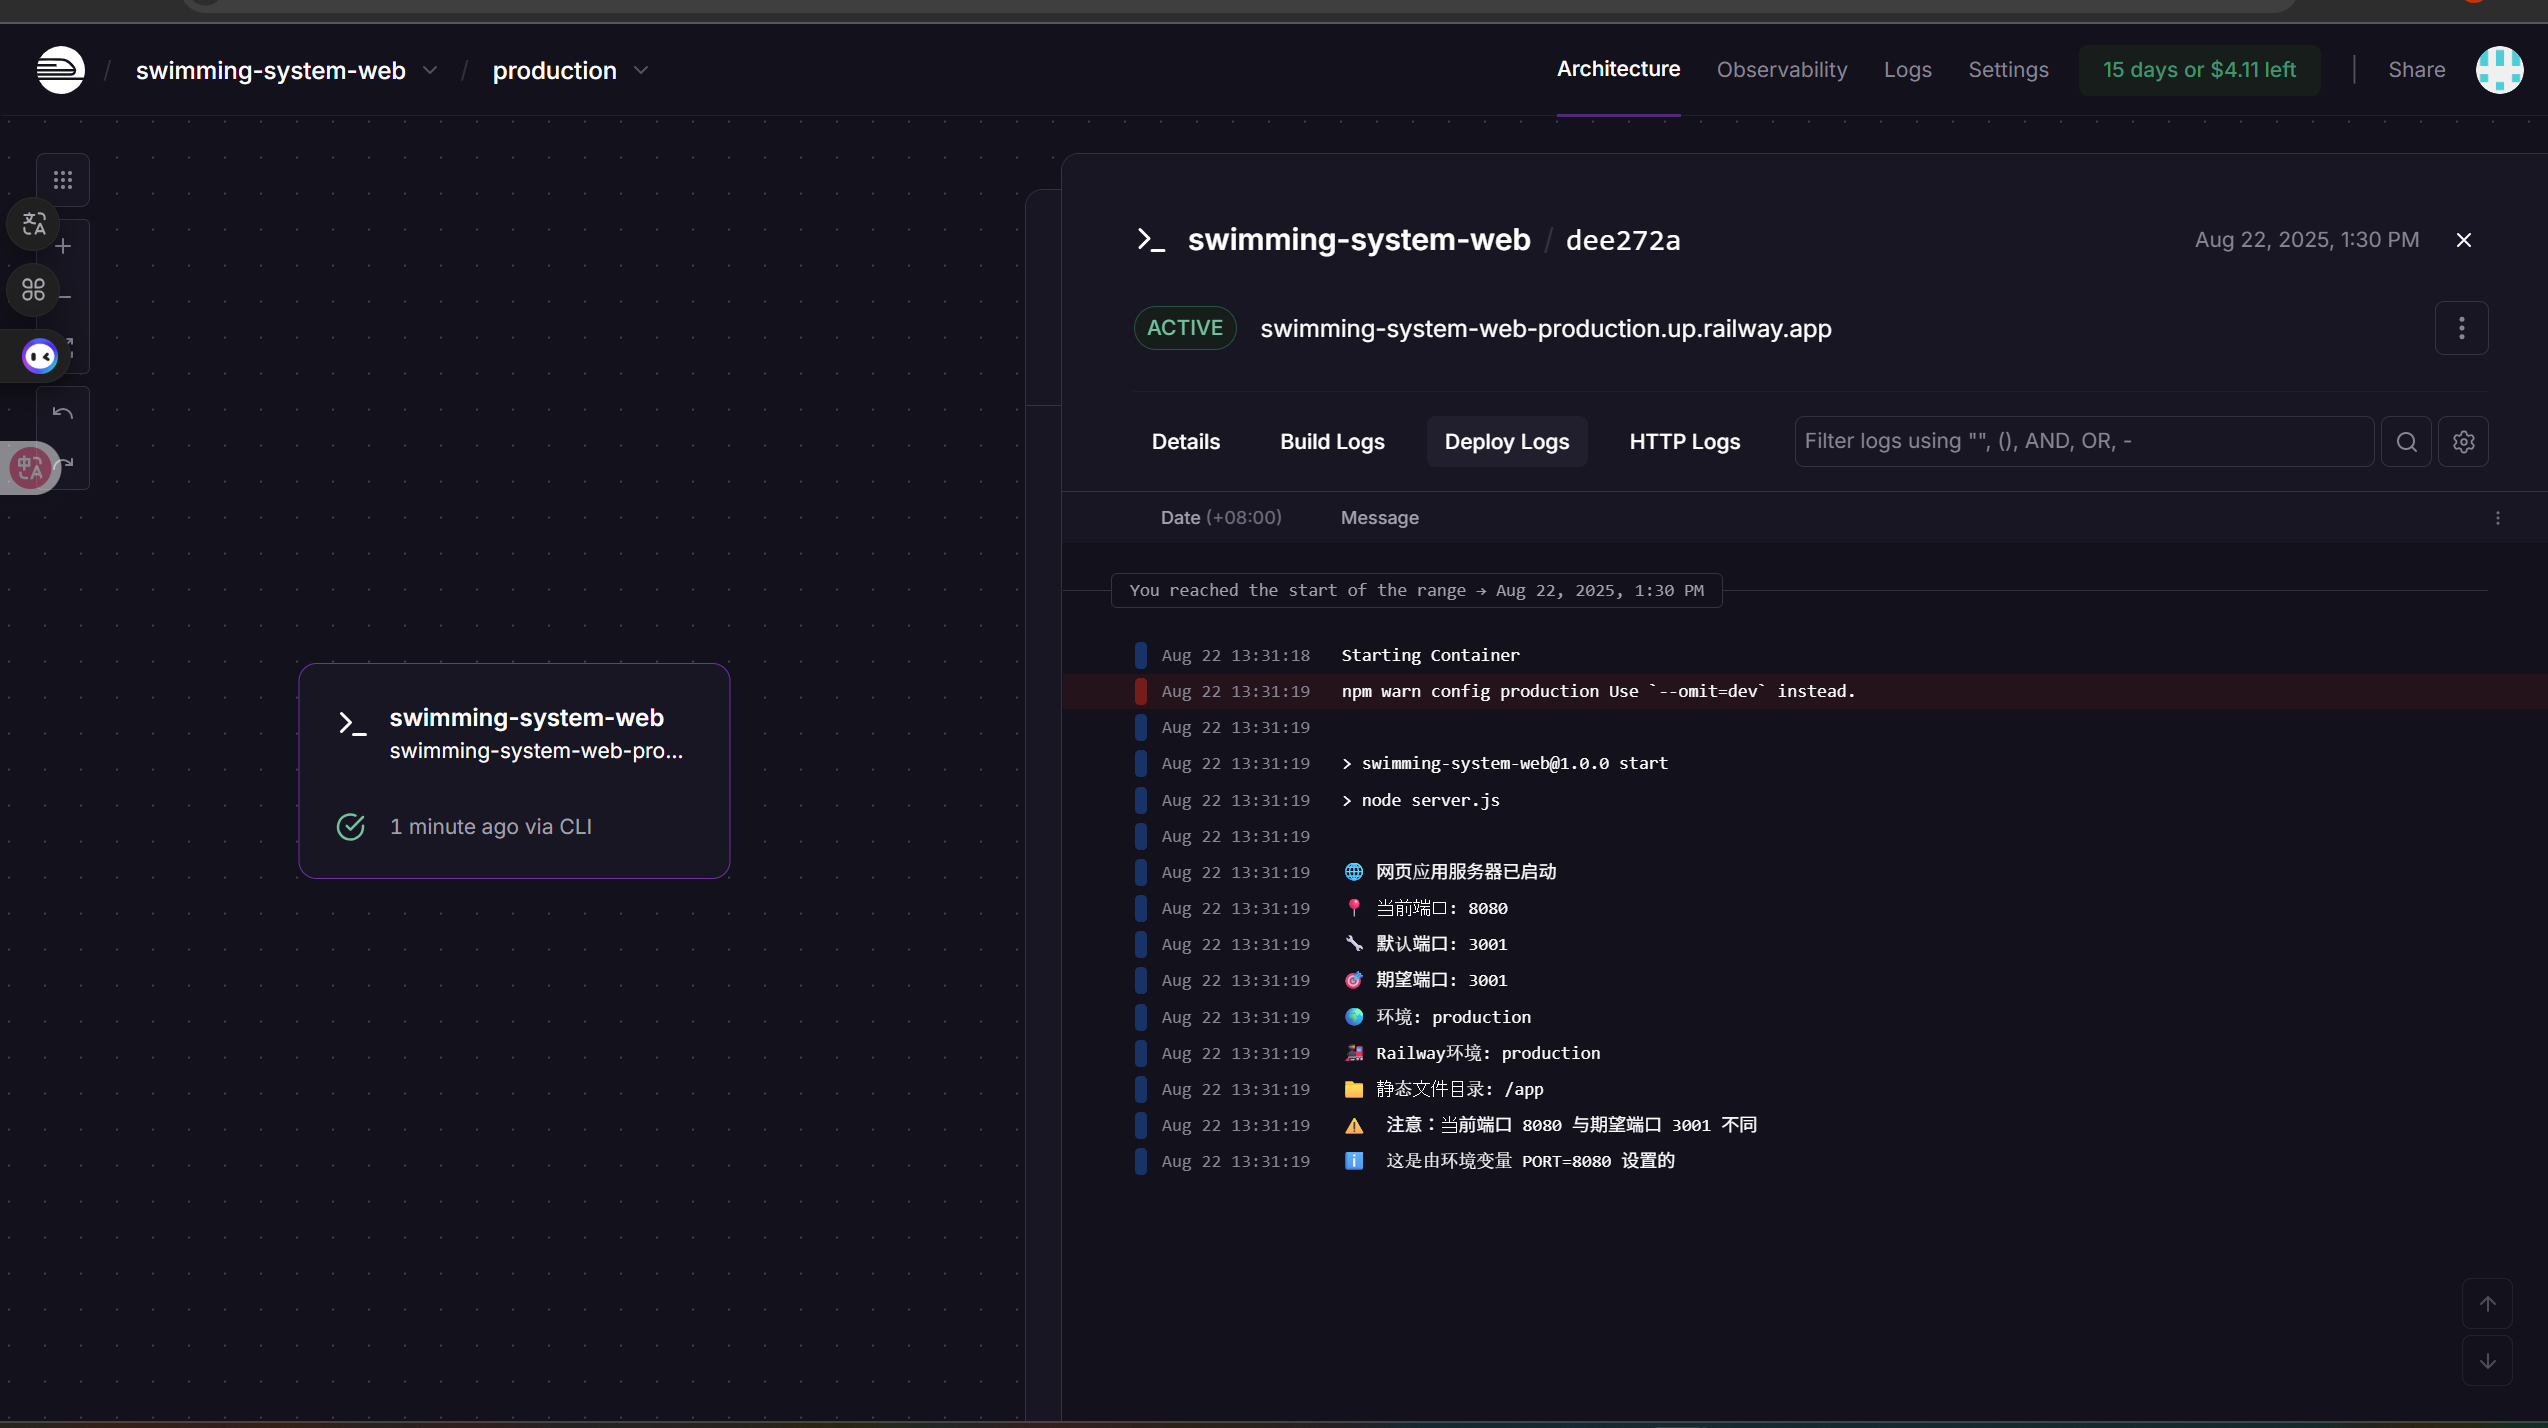 / swimming-system-web / production
Architecture Observability Logs Settings 15 days or $4.11 left | Share
swimming-system-web / dee272a Aug 22, 2025, 1:30 PM
ACTIVE swimming-system-web-production.up.railway.app
Details Build Logs Deploy Logs HTTP Logs Filter logs using "", (), AND, OR, -
Date (+08:00) Message
You reached the start of the range → Aug 22, 2025, 1:30 PM
Aug 22 13:31:18 Starting Container
Aug 22 13:31:19 npm warn config production Use `--omit=dev` instead.
Aug 22 13:31:19
Aug 22 13:31:19 > swimming-system-web@1.0.0 start
Aug 22 13:31:19 > node server.js
Aug 22 13:31:19
Aug 22 13:31:19 🌐 网页应用服务器已启动
Aug 22 13:31:19 📍 当前端口: 8080
Aug 22 13:31:19 🔧 默认端口: 3001
Aug 22 13:31:19 🎯 期望端口: 3001
Aug 22 13:31:19 🌍 环境: production
Aug 22 13:31:19 🚂 Railway环境: production
Aug 22 13:31:19 📁 静态文件目录: /app
Aug 22 13:31:19 ⚠️ 注意：当前端口 8080 与期望端口 3001 不同
Aug 22 13:31:19 ℹ️ 这是由环境变量 PORT=8080 设置的
swimming-system-web
swimming-system-web-pro...
1 minute ago via CLI
文A
中A